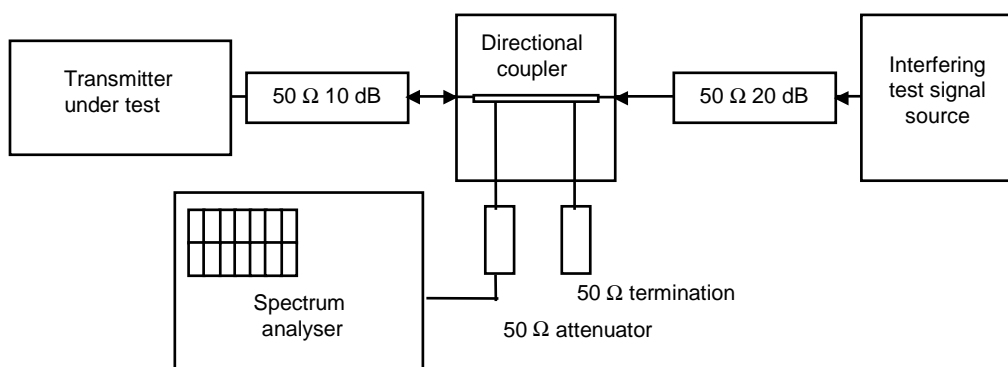 Directional
coupler
Transmitter
under test
50 Ω 10 dB
50 Ω 20 dB
Interfering
test signal
source
Spectrum
analyser
50 Ω termination
50 Ω attenuator